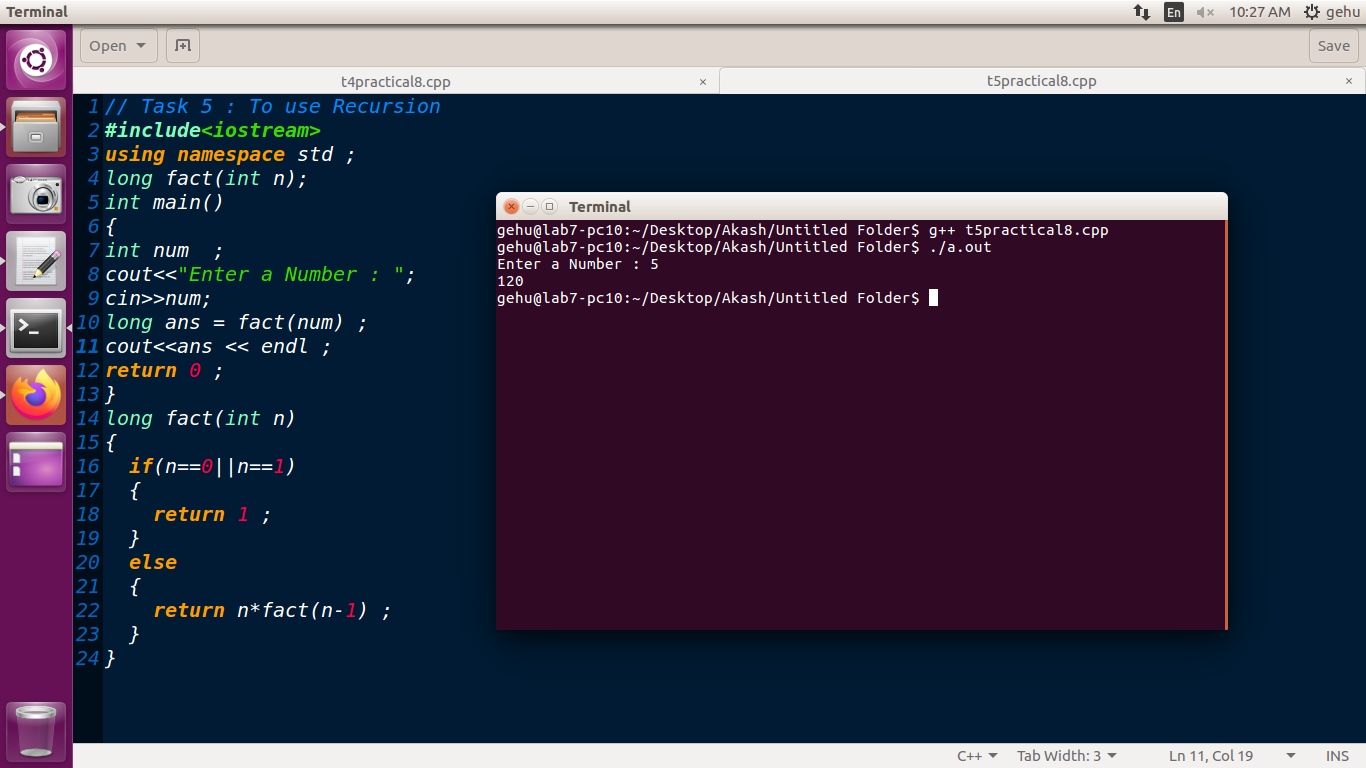 Terminal
En
10:27 AM
gehu
Open
Save
t4practical8.cpp ×
t5practical8.cpp ×
1 // Task 5 : To use Recursion
2 #include<iostream>
3 using namespace std ;
4 long fact(int n);
5 int main()
6 {
7 int num  ;
8 cout<<"Enter a Number : ";
9 cin>>num;
10 long ans = fact(num) ;
11 cout<<ans << endl ;
12 return 0 ;
13 }
14 long fact(int n)
15 {
16   if(n==0||n==1)
17   {
18     return 1 ;
19   }
20   else
21   {
22     return n*fact(n-1) ;
23   }
24 }
Terminal
gehu@lab7-pc10:~/Desktop/Akash/Untitled Folder$ g++ t5practical8.cpp
gehu@lab7-pc10:~/Desktop/Akash/Untitled Folder$ ./a.out
Enter a Number : 5
120
gehu@lab7-pc10:~/Desktop/Akash/Untitled Folder$
C++
Tab Width: 3
Ln 11, Col 19
INS